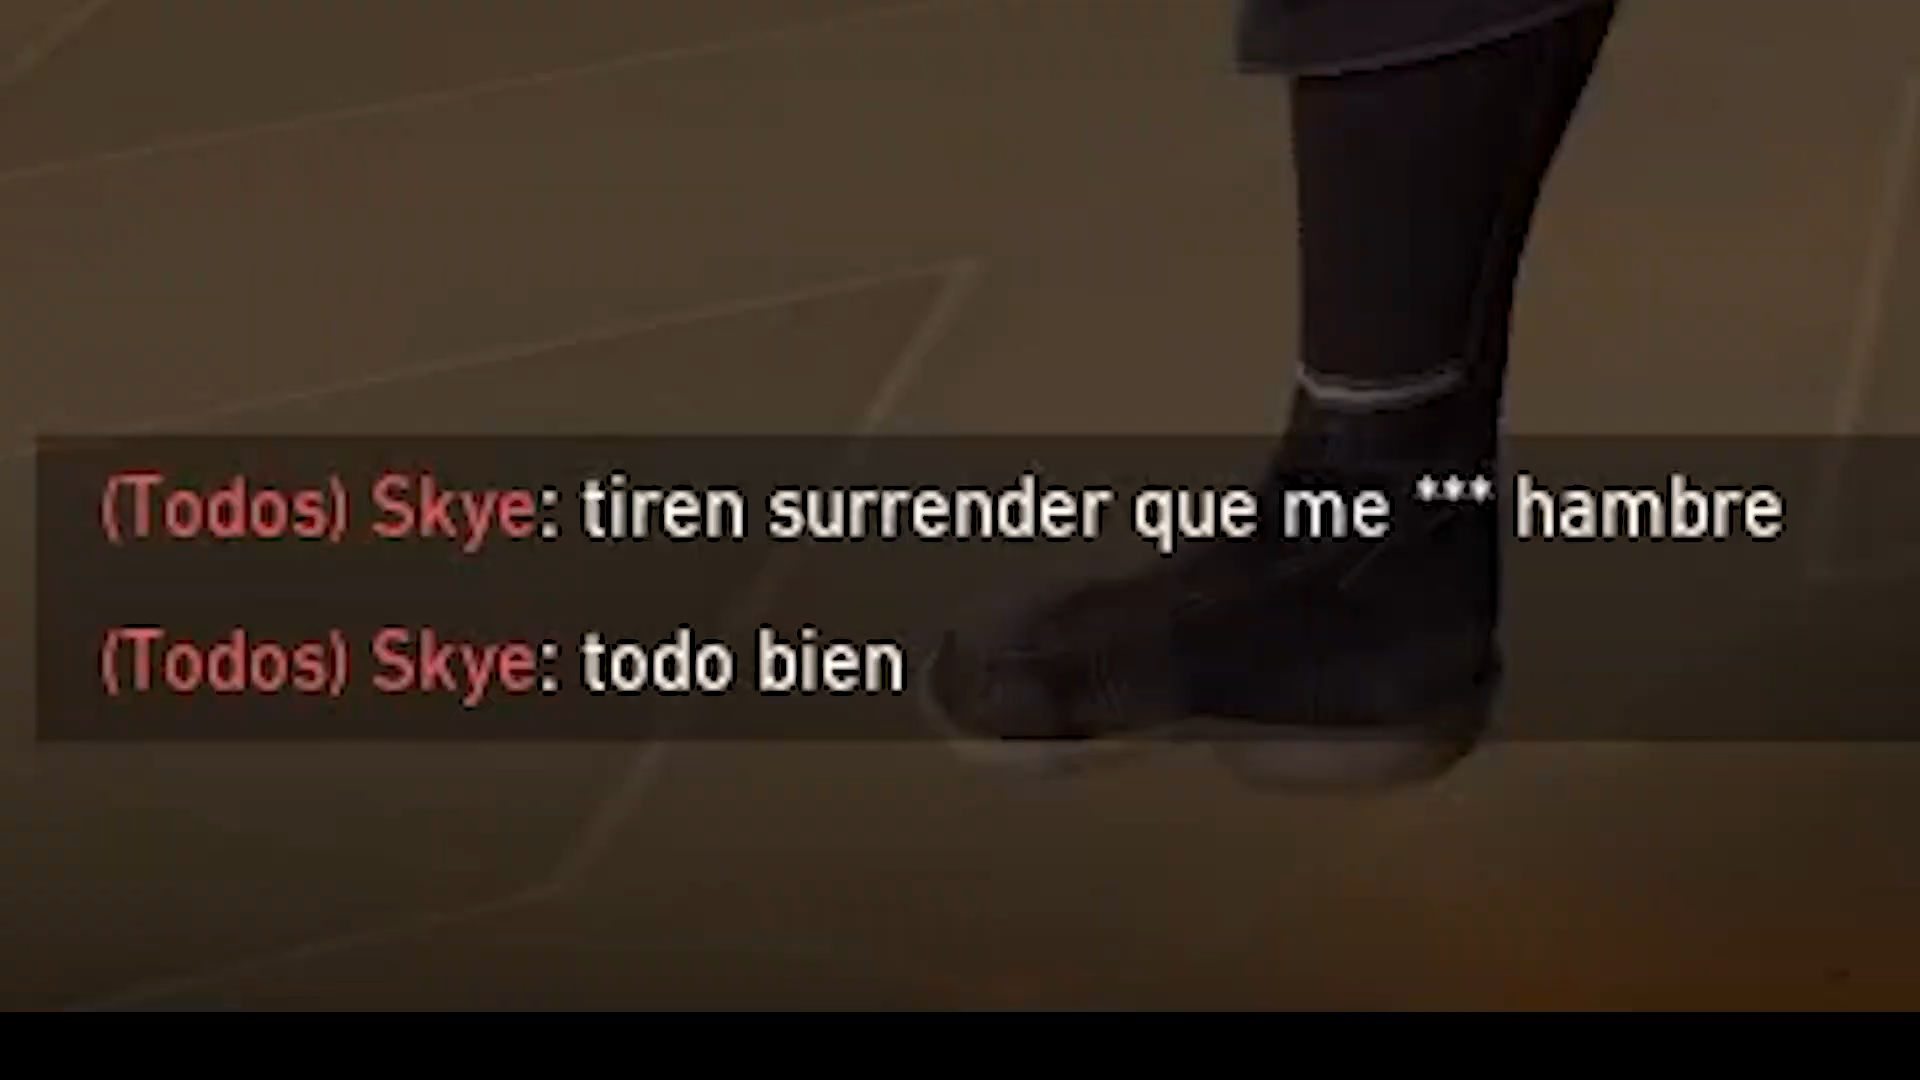 (Todos) Skye: tiren surrender que me *** hambre
(Todos) Skye: todo bien